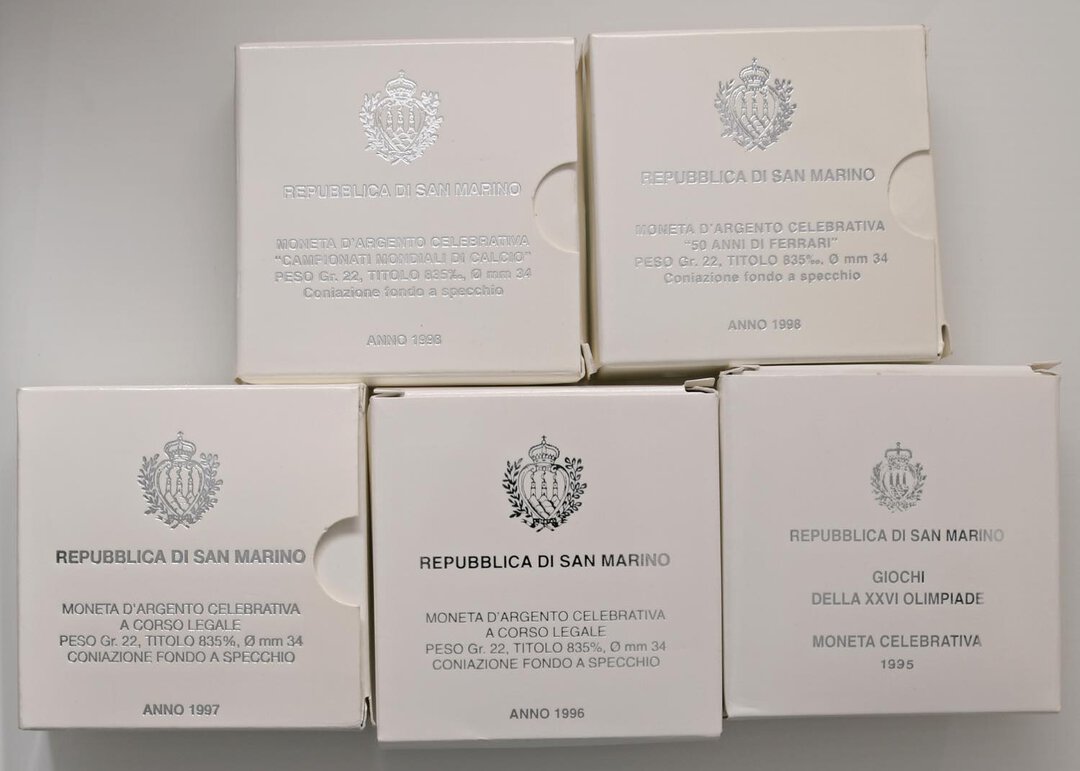 REPUBBLICA DI SAN MARINO
MONETA D'ARGENTO CELEBRATIVA
"CAMPIONATI MONDIALI DI CALCIO"
PESO Gr. 22, TITOLO 835‰, Ø mm 34
Coniazione fondo a specchio
ANNO 1998
REPUBBLICA DI SAN MARINO
MONETA D'ARGENTO CELEBRATIVA
"50 ANNI DI FERRARI"
PESO Gr. 22, TITOLO 835‰, Ø mm 34
Coniazione fondo a specchio
ANNO 1998
REPUBBLICA DI SAN MARINO
MONETA D'ARGENTO CELEBRATIVA
A CORSO LEGALE
PESO Gr. 22, TITOLO 835%, Ø mm 34
CONIAZIONE FONDO A SPECCHIO
ANNO 1997
REPUBBLICA DI SAN MARINO
MONETA D'ARGENTO CELEBRATIVA
A CORSO LEGALE
PESO Gr. 22, TITOLO 835%, Ø mm 34
CONIAZIONE FONDO A SPECCHIO
ANNO 1996
REPUBBLICA DI SAN MARINO
GIOCHI
DELLA XXVI OLIMPIADE
MONETA CELEBRATIVA
1995